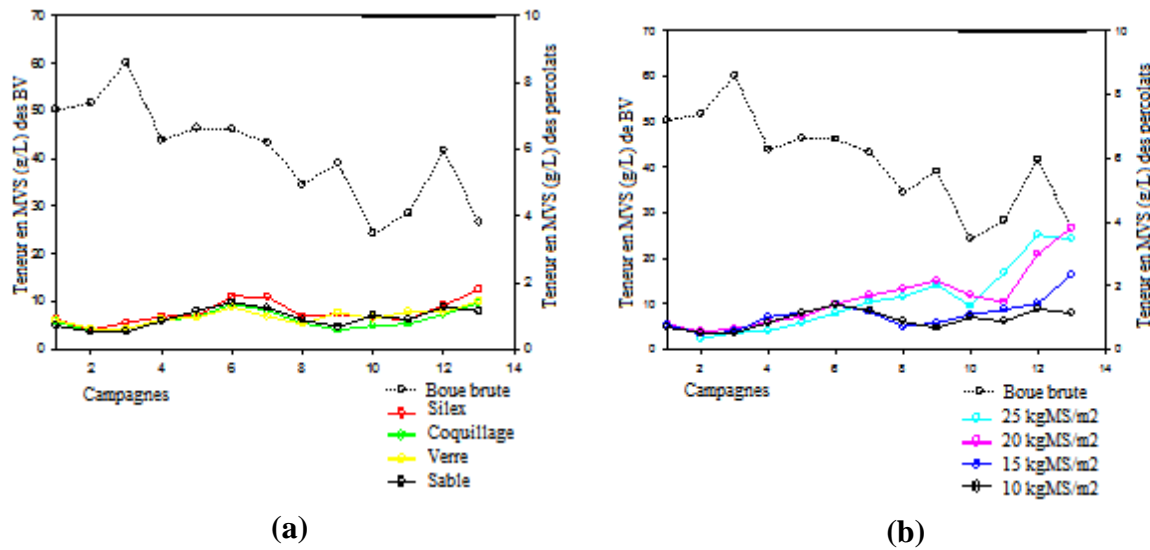 70
60
50
40
30
20
10
0
Teneur en MVS (g/L) des BV
10
8
6
4
2
0
Teneur en MVS (g/L) des percolats
2
4
6
8
10
12
14
Campagnes
Boue brute
Silex
Coquillage
Verre
Sable
(a)
70
60
50
40
30
20
10
0
Teneur en MVS (g/L) de BV
10
8
6
4
2
0
Teneur en MVS (g/L) des percolats
2
4
6
8
10
12
14
Campagnes
Boue brute
25 kgMS/m2
20 kgMS/m2
15 kgMS/m2
10 kgMS/m2
(b)